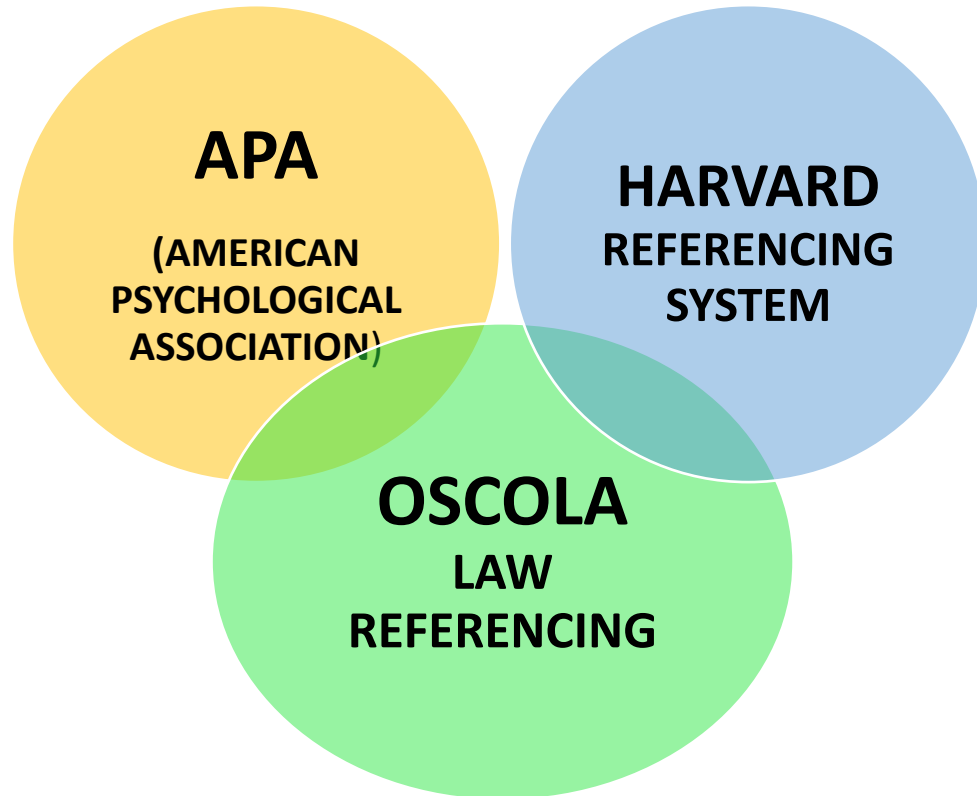 APA
(AMERICAN
PSYCHOLOGICAL
ASSOCIATION)
HARVARD
REFERENCING
SYSTEM
OSCOLA
LAW
REFERENCING